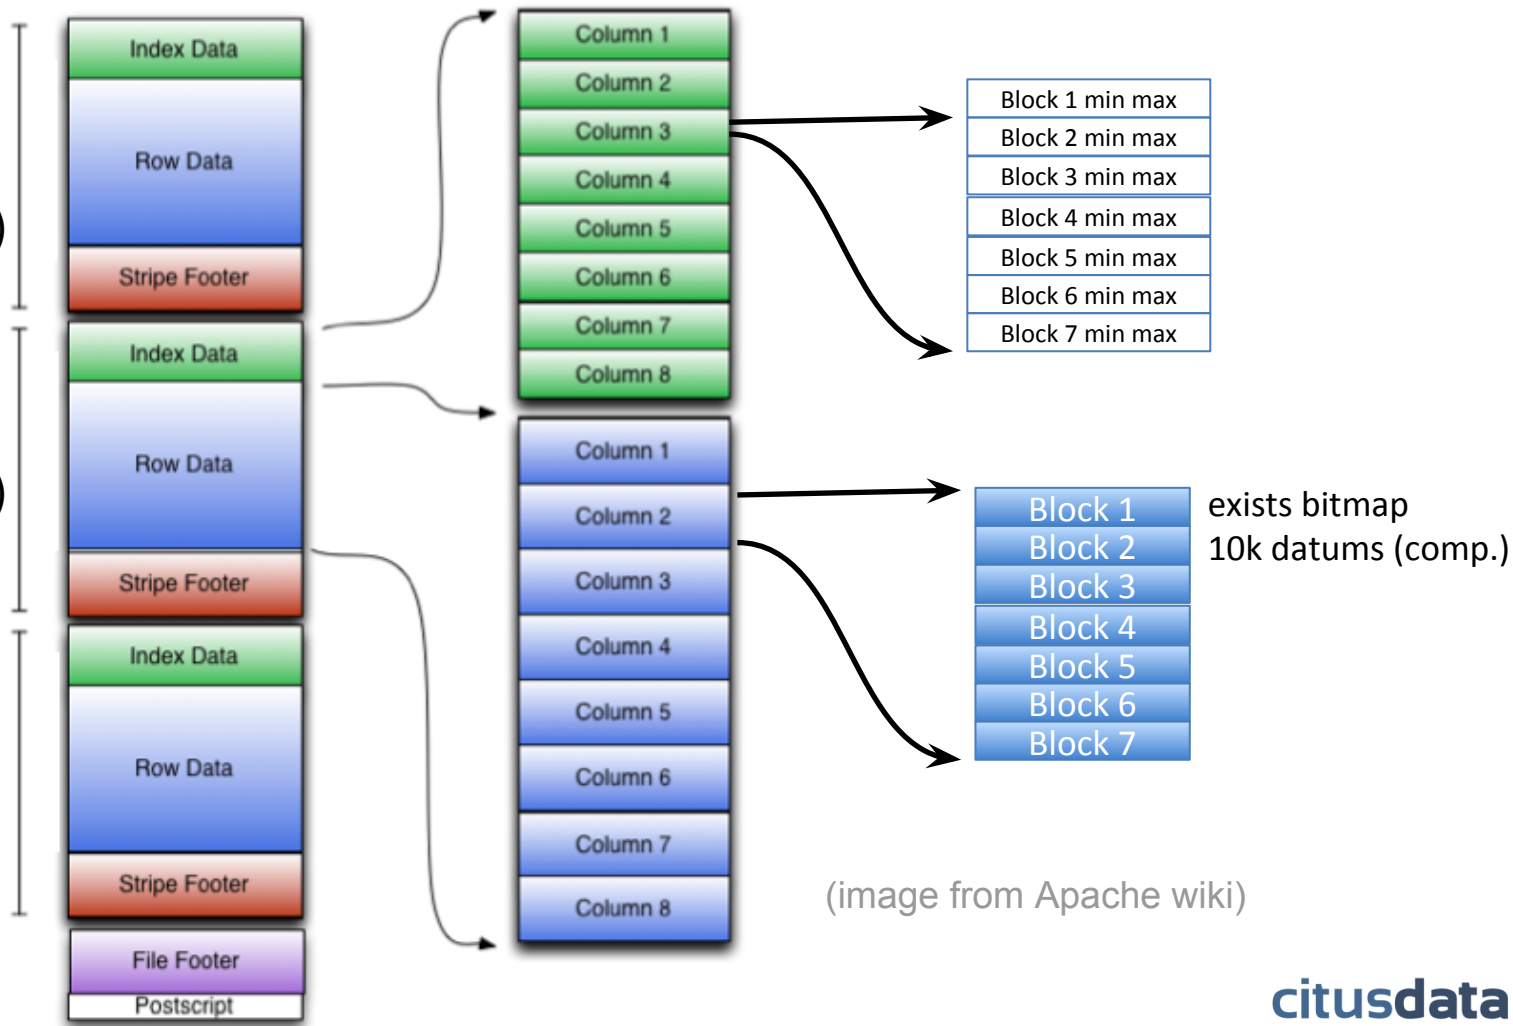 Index Data
Row Data
)
Stripe Footer
Index Data
Row Data
)
Stripe Footer
Index Data
Row Data
Stripe Footer
File Footer
Postscript
Column 1
Column 2
Column 3
Column 4
Column 5
Column 6
Column 7
Column 8
Column 1
Column 2
Column 3
Column 4
Column 5
Column 6
Column 7
Column 8
Block 1 min max
Block 2 min max
Block 3 min max
Block 4 min max
Block 5 min max
Block 6 min max
Block 7 min max
Block 1
Block 2
Block 3
Block 4
Block 5
Block 6
Block 7
exists bitmap
10k datums (comp.)
(image from Apache wiki)
citusdata